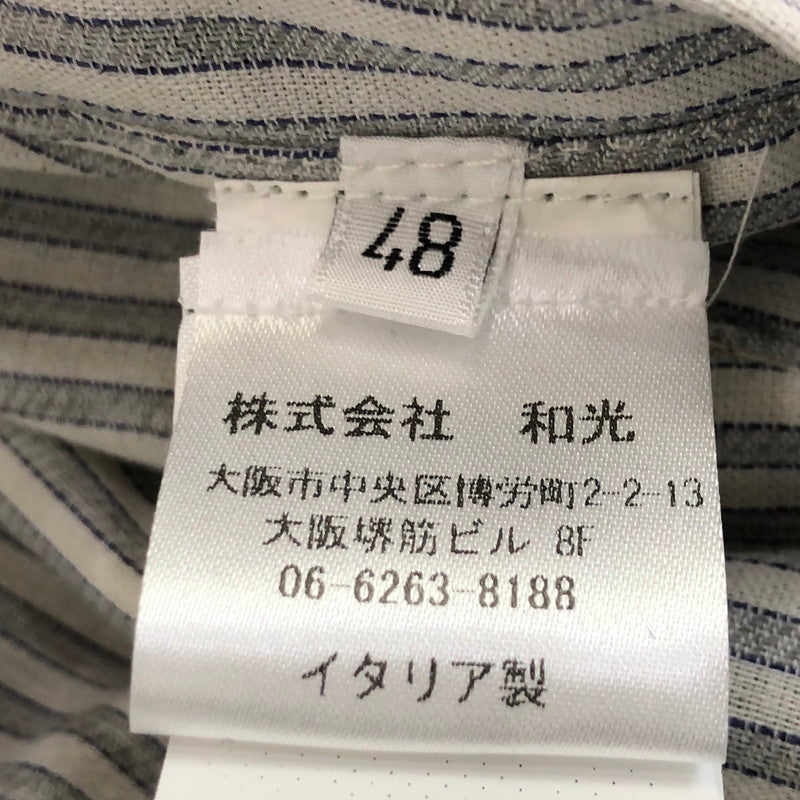 48
株式会社 和光
大阪市中央区博労町2-2-13
大阪堺筋ビル 8F
06-6263-8188
イタリア製